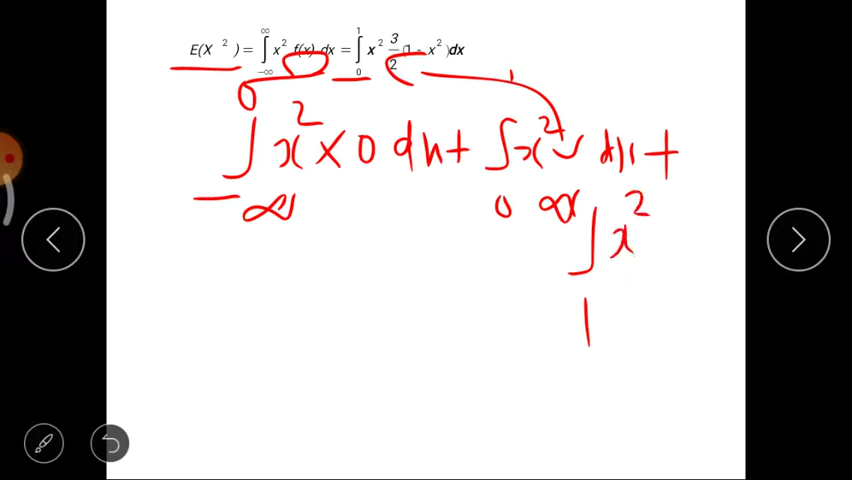 E(X ²) = ∫_{-∞}^{∞} x² f(x) dx = ∫_{0}^{1} x² 3/2 (1 - x²)dx
∫_{-∞}^{0} x² × 0 dx + ∫_{0} x² dx +
∫_{1}^{∞} x²